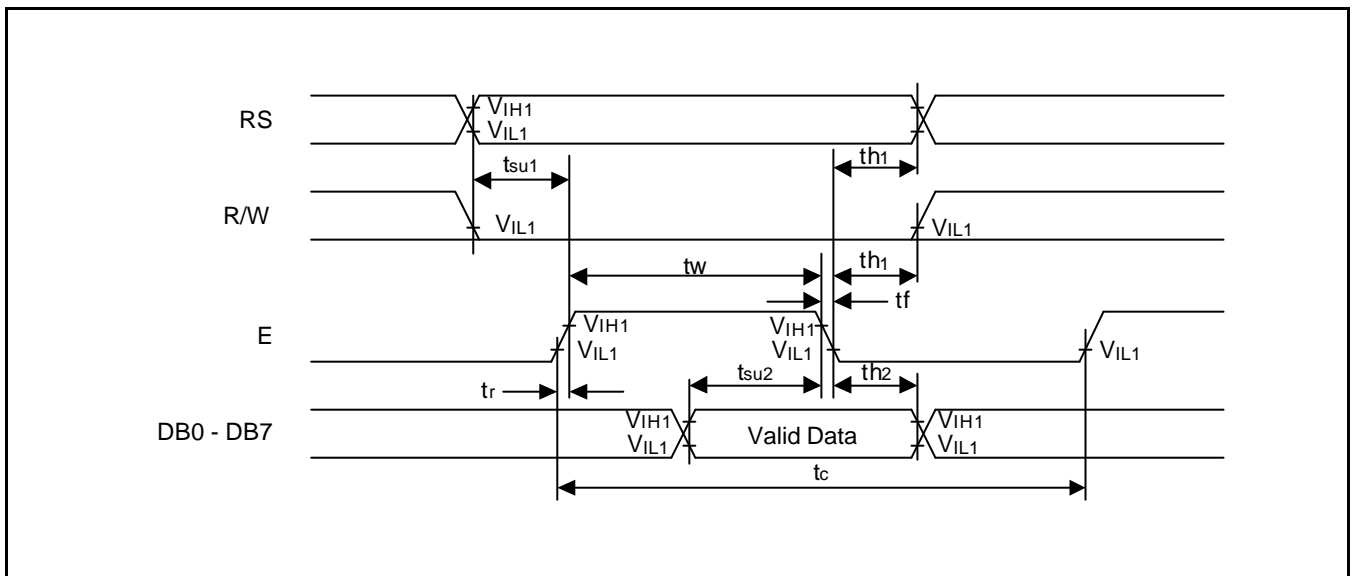 RS
VIH1
VIL1
tsu1
th1
R/W
VIL1
VIL1
tw
th1
tf
E
VIH1
VIL1
VIH1
VIL1
VIL1
tr
tsu2
th2
DB0 - DB7
VIH1
VIL1
Valid Data
VIH1
VIL1
tc